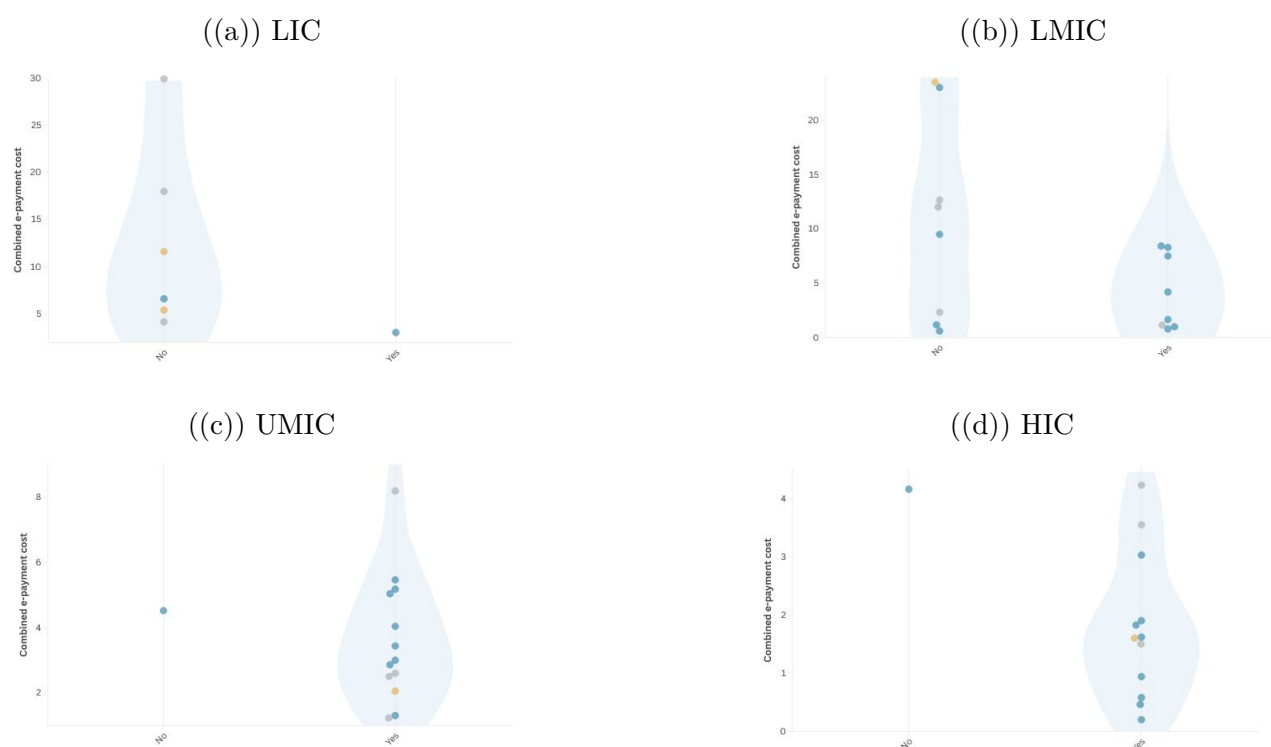 ((a)) LIC
Combined e-payment cost
30
25
20
15
10
5
No
Yes
((b)) LMIC
Combined e-payment cost
20
15
10
5
0
No
Yes
((c)) UMIC
Combined e-payment cost
8
6
4
2
No
Yes
((d)) HIC
Combined e-payment cost
4
3
2
1
0
No
Yes